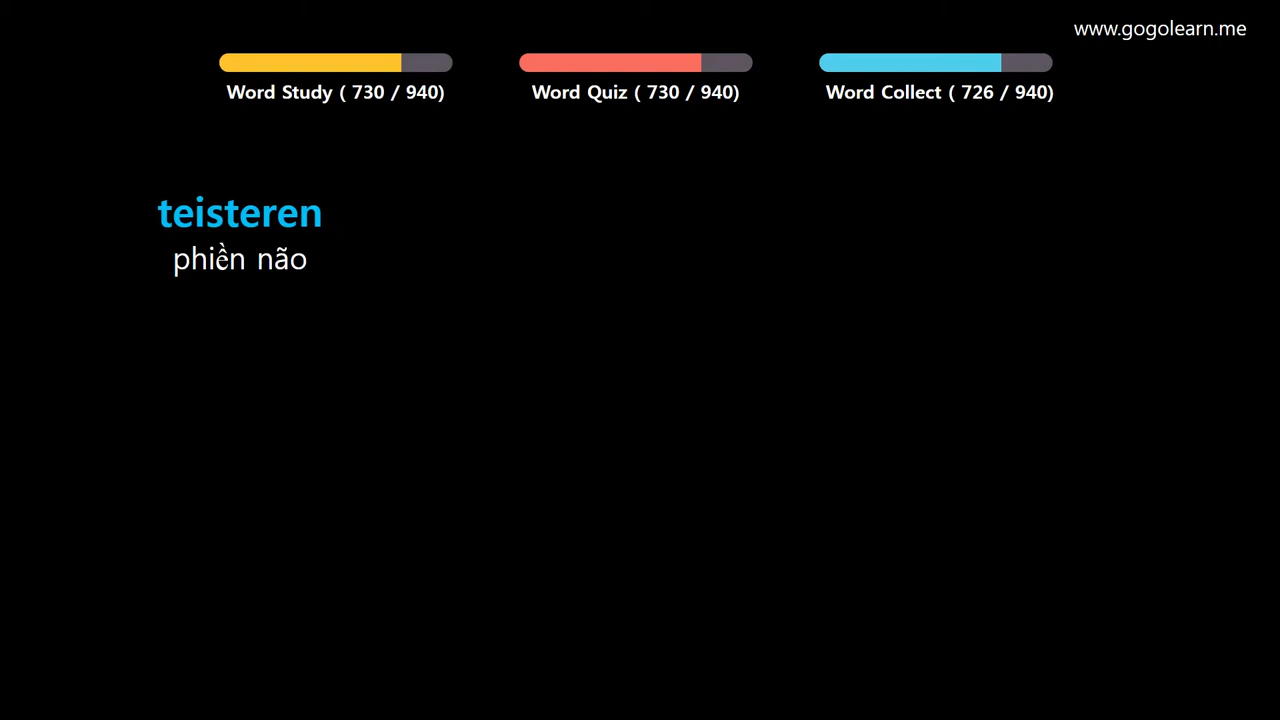 www.gogolearn.me
Word Study ( 730 / 940)
Word Quiz ( 730 / 940)
Word Collect ( 726 / 940)
teisteren
phiền não